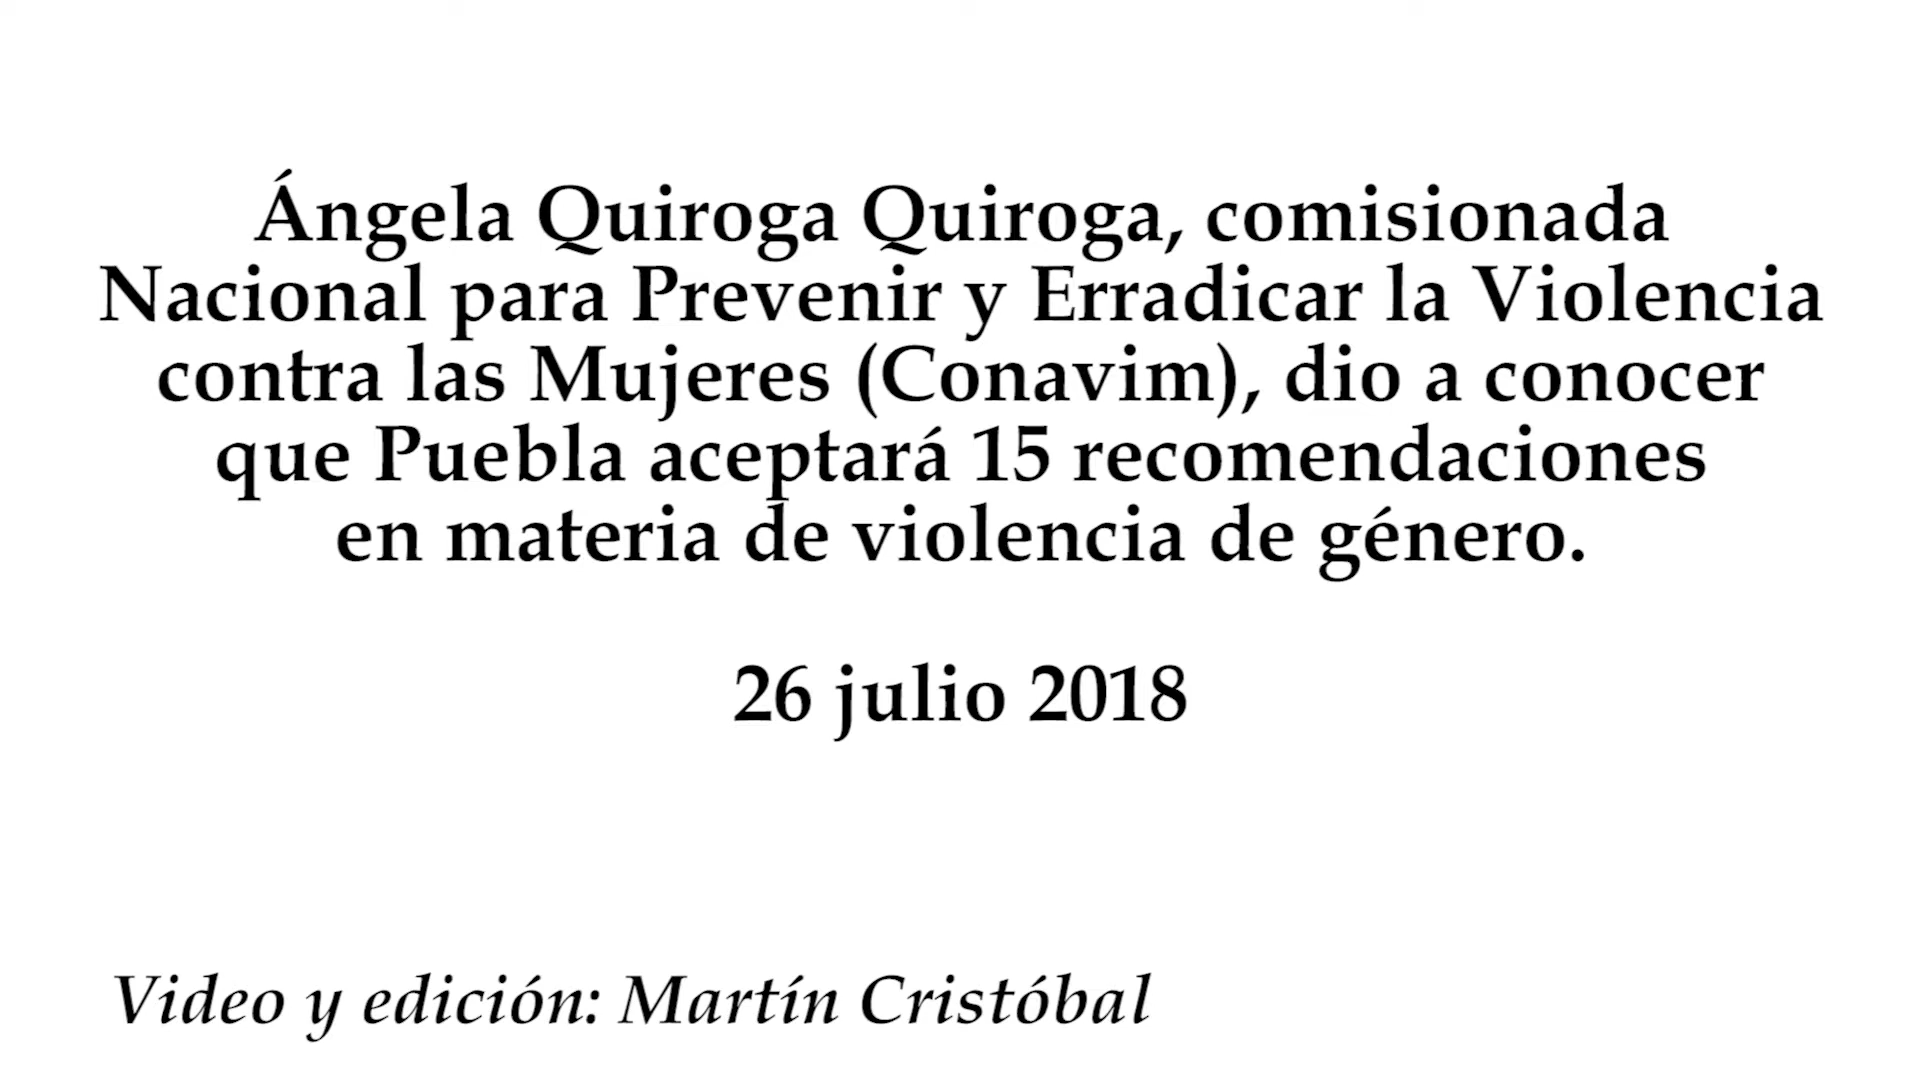 Ángela Quiroga Quiroga, comisionada
Nacional para Prevenir y Erradicar la Violencia
contra las Mujeres (Conavim), dio a conocer
que Puebla aceptará 15 recomendaciones
en materia de violencia de género.
26 julio 2018
Video y edición: Martín Cristóbal